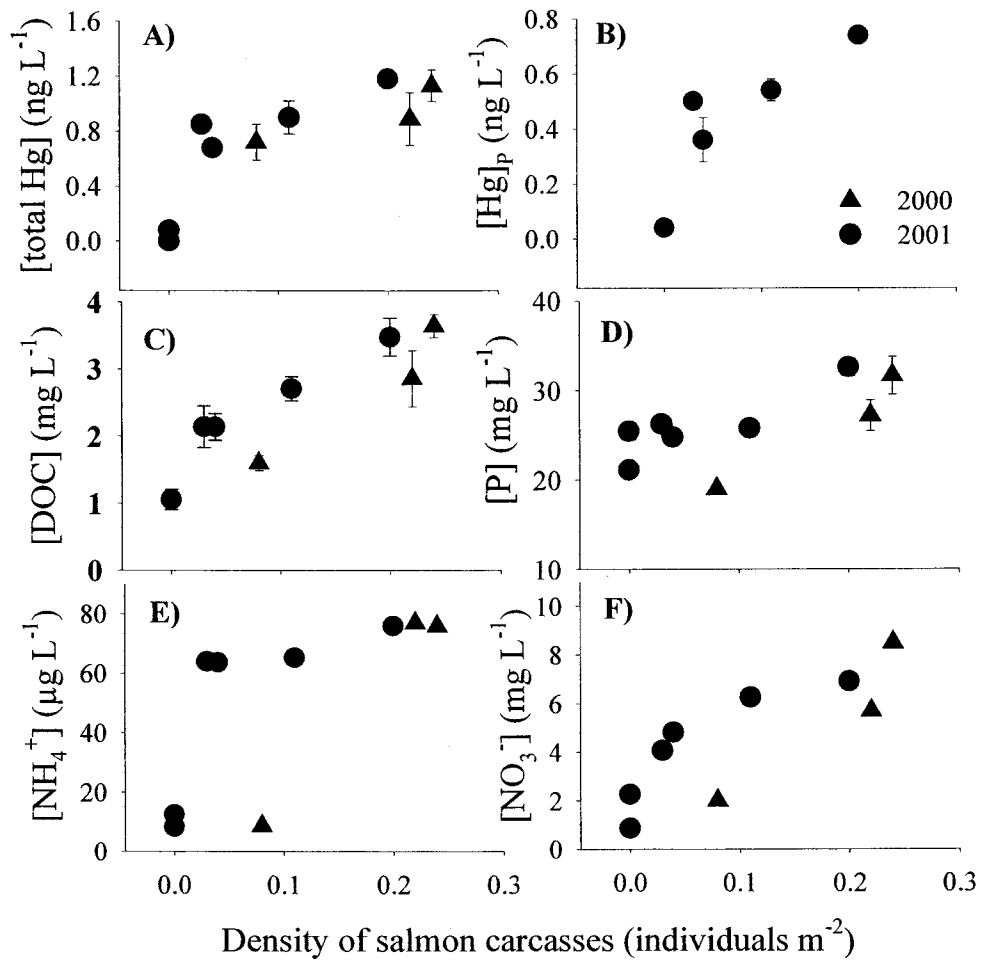 A)
[total Hg] (ng L⁻¹)
1.6
1.2
0.8
0.4
0.0
B)
[Hg]ₚ (ng L⁻¹)
0.8
0.6
0.4
0.2
0.0
▲ 2000
● 2001
C)
[DOC] (mg L⁻¹)
4
3
2
1
0
D)
[P] (mg L⁻¹)
40
30
20
10
E)
[NH₄⁺] (µg L⁻¹)
80
60
40
20
0
0.0 0.1 0.2 0.3
F)
[NO₃⁻] (mg L⁻¹)
10
8
6
4
2
0
0.0 0.1 0.2 0.3
Density of salmon carcasses (individuals m⁻²)